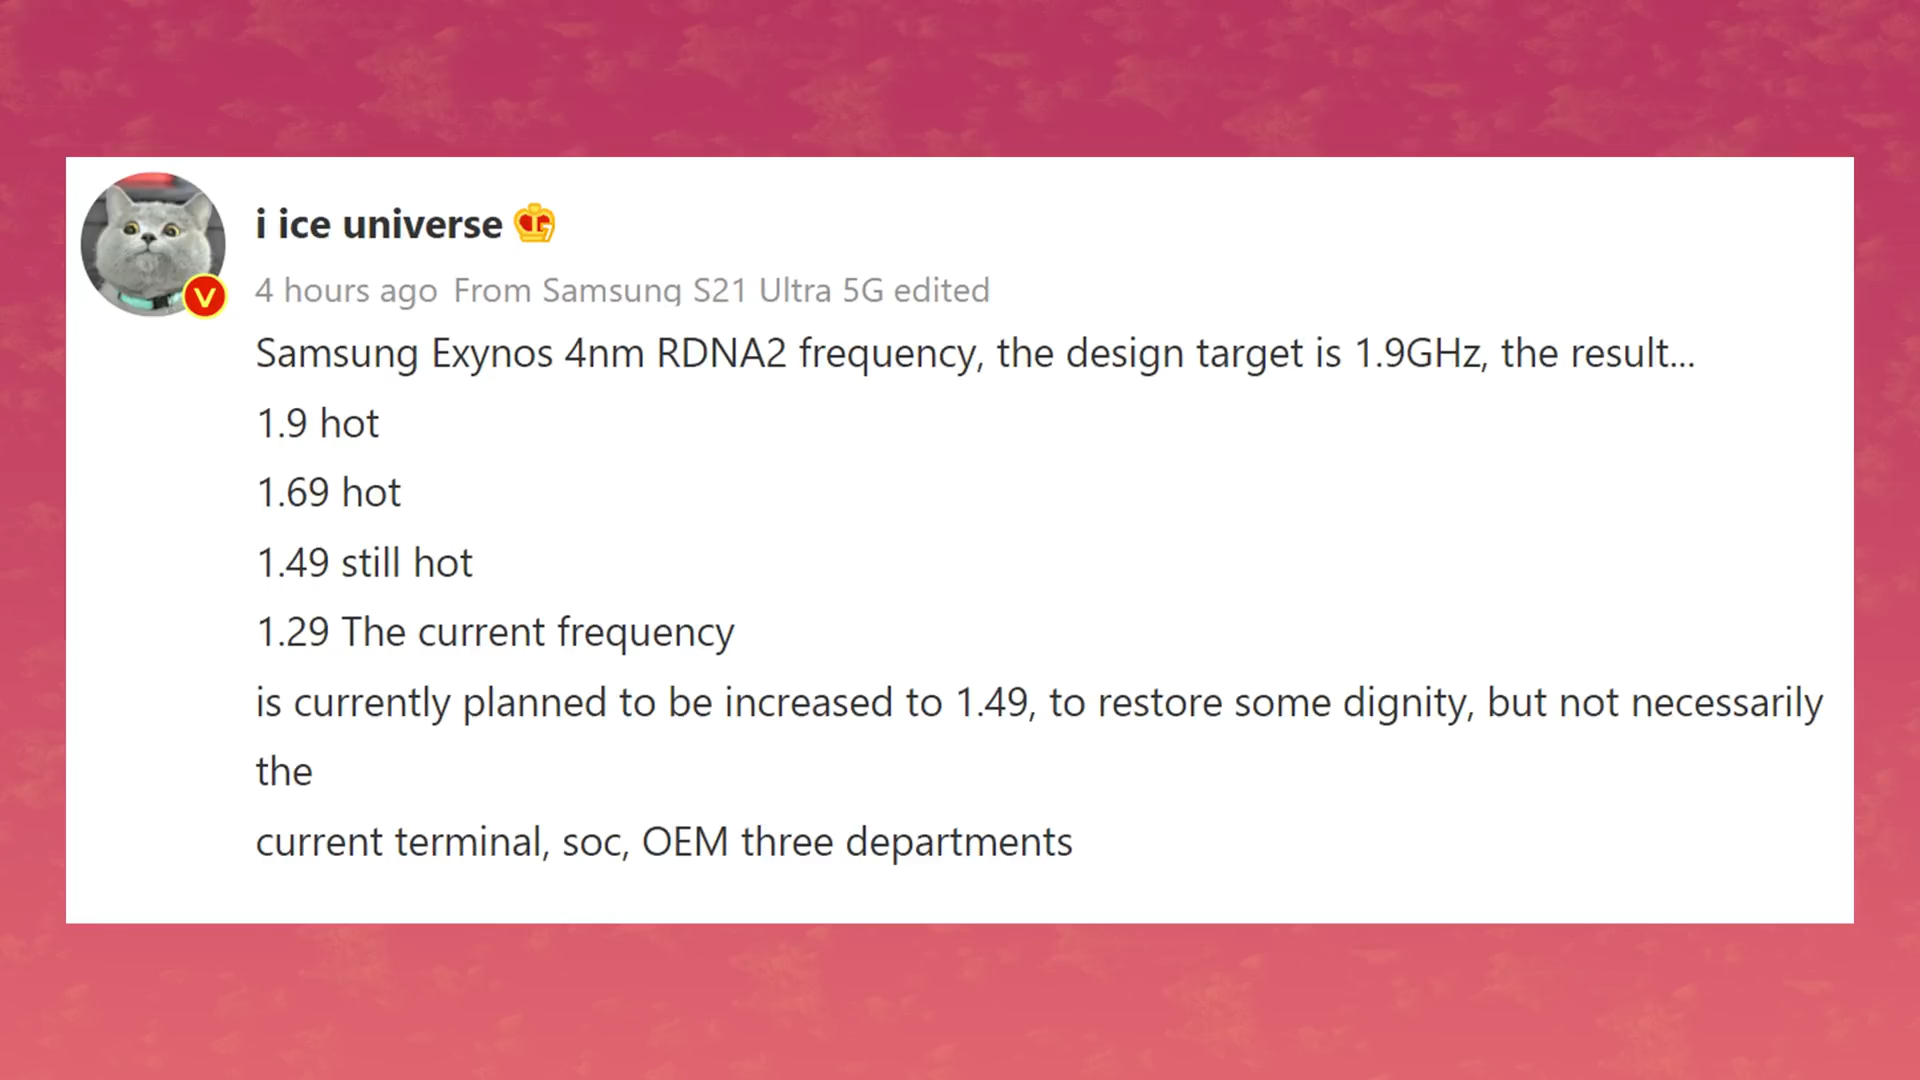 i ice universe
4 hours ago From Samsung S21 Ultra 5G edited
Samsung Exynos 4nm RDNA2 frequency, the design target is 1.9GHz, the result...
1.9 hot
1.69 hot
1.49 still hot
1.29 The current frequency
is currently planned to be increased to 1.49, to restore some dignity, but not necessarily
the
current terminal, soc, OEM three departments